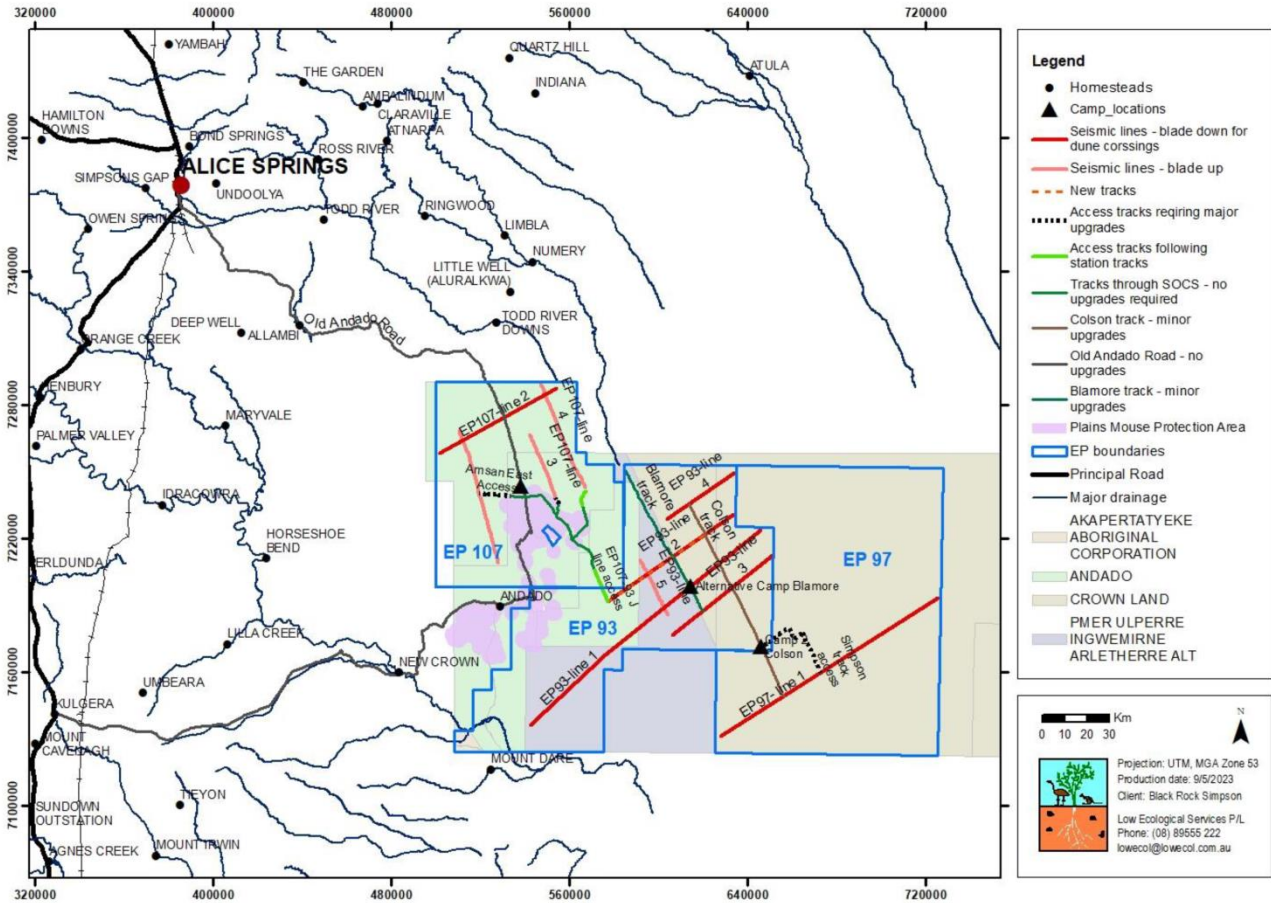 320000 400000 480000 560000 640000 720000
7400000
7340000
7280000
7220000
7160000
7100000
YAMBAH
QUARTZ HILL
ATULA
THE GARDEN
INDIANA
AMBALINDUM
HAMILTON
DOWNS
CLARAVILLE
ATNARPA
BOND SPRINGS
ROSS RIVER
ALICE SPRINGS
SIMPSONS GAP
UNDOOLYA
RINGWOOD
OWEN SPRINGS
TODD RIVER
LIMBLA
NUMERY
LITTLE WELL
(ALURALKWA)
DEEP WELL
ALLAMBI
Old Andado Road
TODD RIVER
DOWNS
ORANGE CREEK
HENBURY
MARYVALE
EP107-line 2
EP107-line
4
PALMER VALLEY
EP107-line
3
Amsan East
Access
Blamore
track
EP93-line
4
IDRACOWRA
Colson
track
HORSESHOE
BEND
EP 107
EP93-line
2
EP 97
ERLDUNDA
EP107-93 J
line access
EP93-line
5
EP93-line
3
Alternative Camp Blamore
ANDADO
EP 93
LILLA CREEK
NEW CROWN
Camp
Colson
Simpson
track
access
EP93-line 1
EP97- line 1
UMBEARA
KULGERA
MOUNT
CAVENAGH
MOUNT DARE
SUNDOWN
OUTSTATION
TIEYON
AGNES CREEK
MOUNT IRWIN
320000 400000 480000 560000 640000 720000
Legend
Homesteads
Camp_locations
Seismic lines - blade down for
dune corssings
Seismic lines - blade up
New tracks
Access tracks reqiring major
upgrades
Access tracks following
station tracks
Tracks through SOCS - no
upgrades required
Colson track - minor
upgrades
Old Andado Road - no
upgrades
Blamore track - minor
upgrades
Plains Mouse Protection Area
EP boundaries
Principal Road
Major drainage
AKAPERTATYEKE
ABORIGINAL
CORPORATION
ANDADO
CROWN LAND
PMER ULPERRE
INGWEMIRNE
ARLETHERRE ALT
Km
0 10 20 30
N
Projection: UTM, MGA Zone 53
Production date: 9/5/2023
Client: Black Rock Simpson
Low Ecological Services P/L
Phone: (08) 89555 222
lowecol@lowecol.com.au